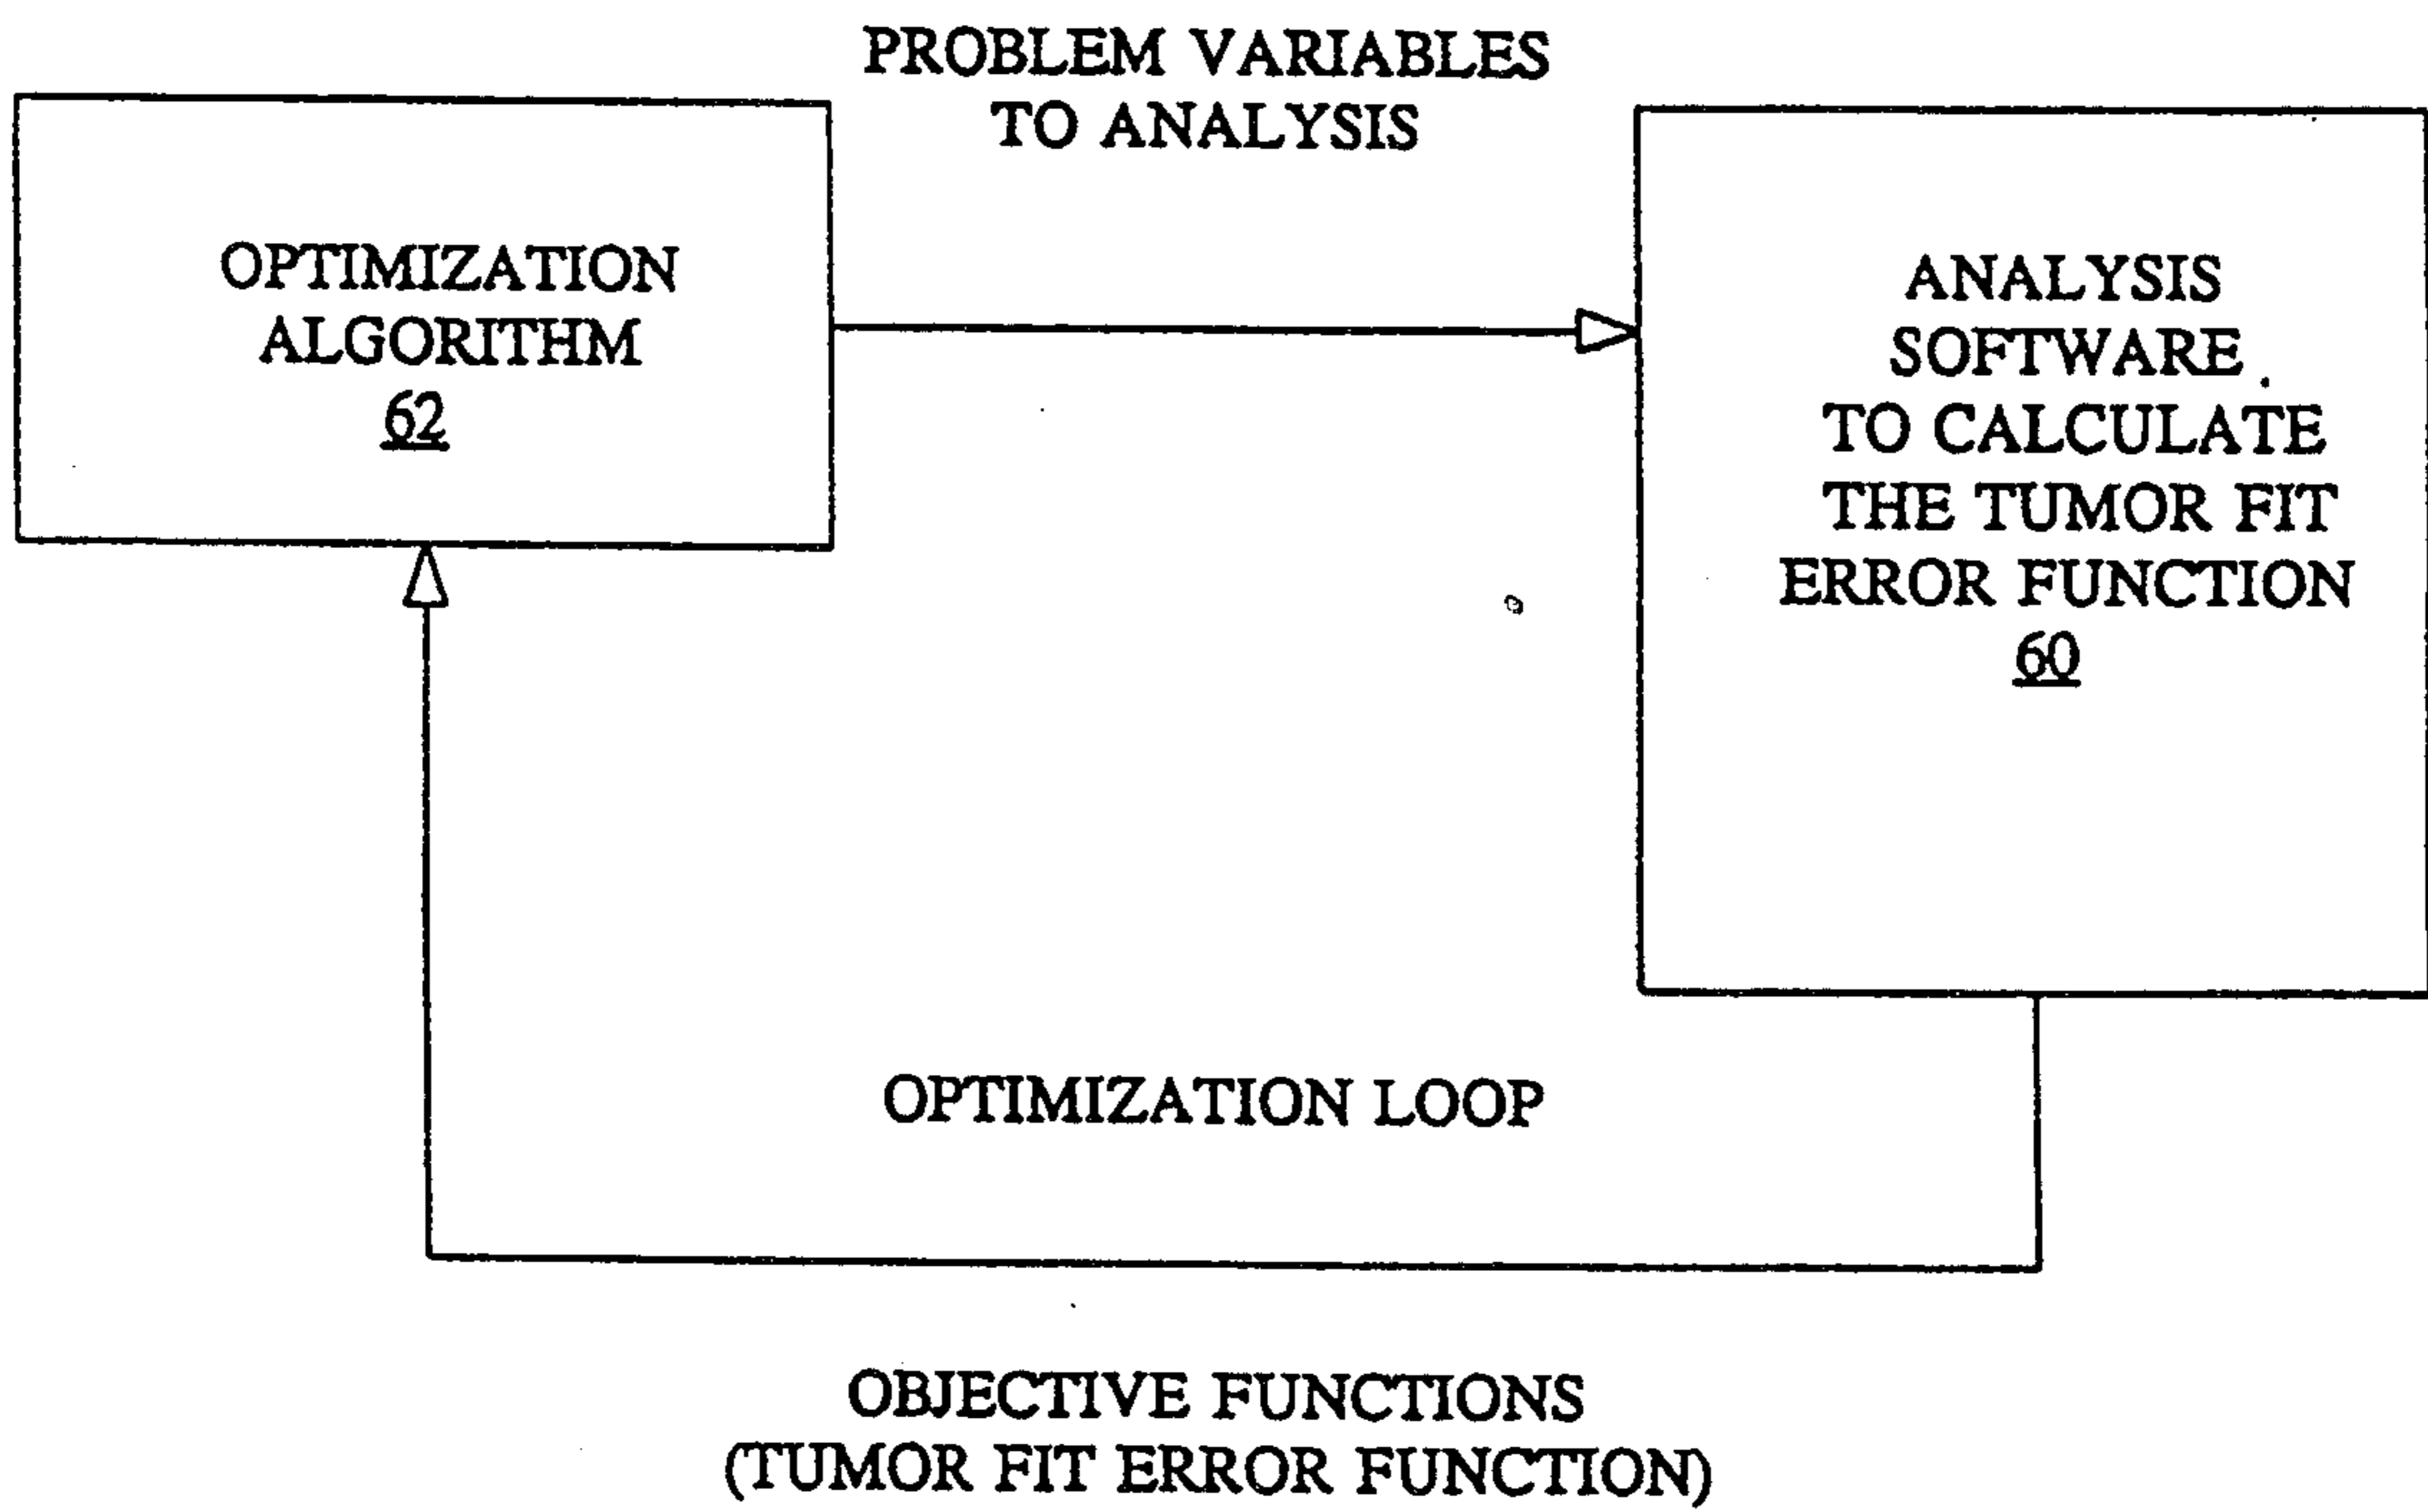 PROBLEM VARIABLES
TO ANALYSIS
OPTIMIZATION
ALGORITHM
62
ANALYSIS
SOFTWARE
TO CALCULATE
THE TUMOR FIT
ERROR FUNCTION
60
OPTIMIZATION LOOP
OBJECTIVE FUNCTIONS
(TUMOR FIT ERROR FUNCTION)